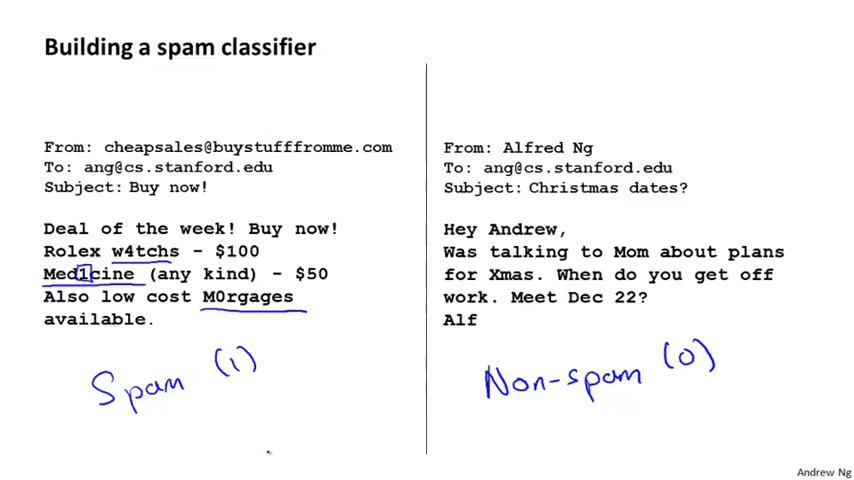 Building a spam classifier
From: cheapsales@buystufffromme.com
To: ang@cs.stanford.edu
Subject: Buy now!
Deal of the week! Buy now!
Rolex w4tchs - $100
Med1cine (any kind) - $50
Also low cost M0rgages
available.
Spam (1)
From: Alfred Ng
To: ang@cs.stanford.edu
Subject: Christmas dates?
Hey Andrew,
Was talking to Mom about plans
for Xmas. When do you get off
work. Meet Dec 22?
Alf
Non-spam (0)
Andrew Ng